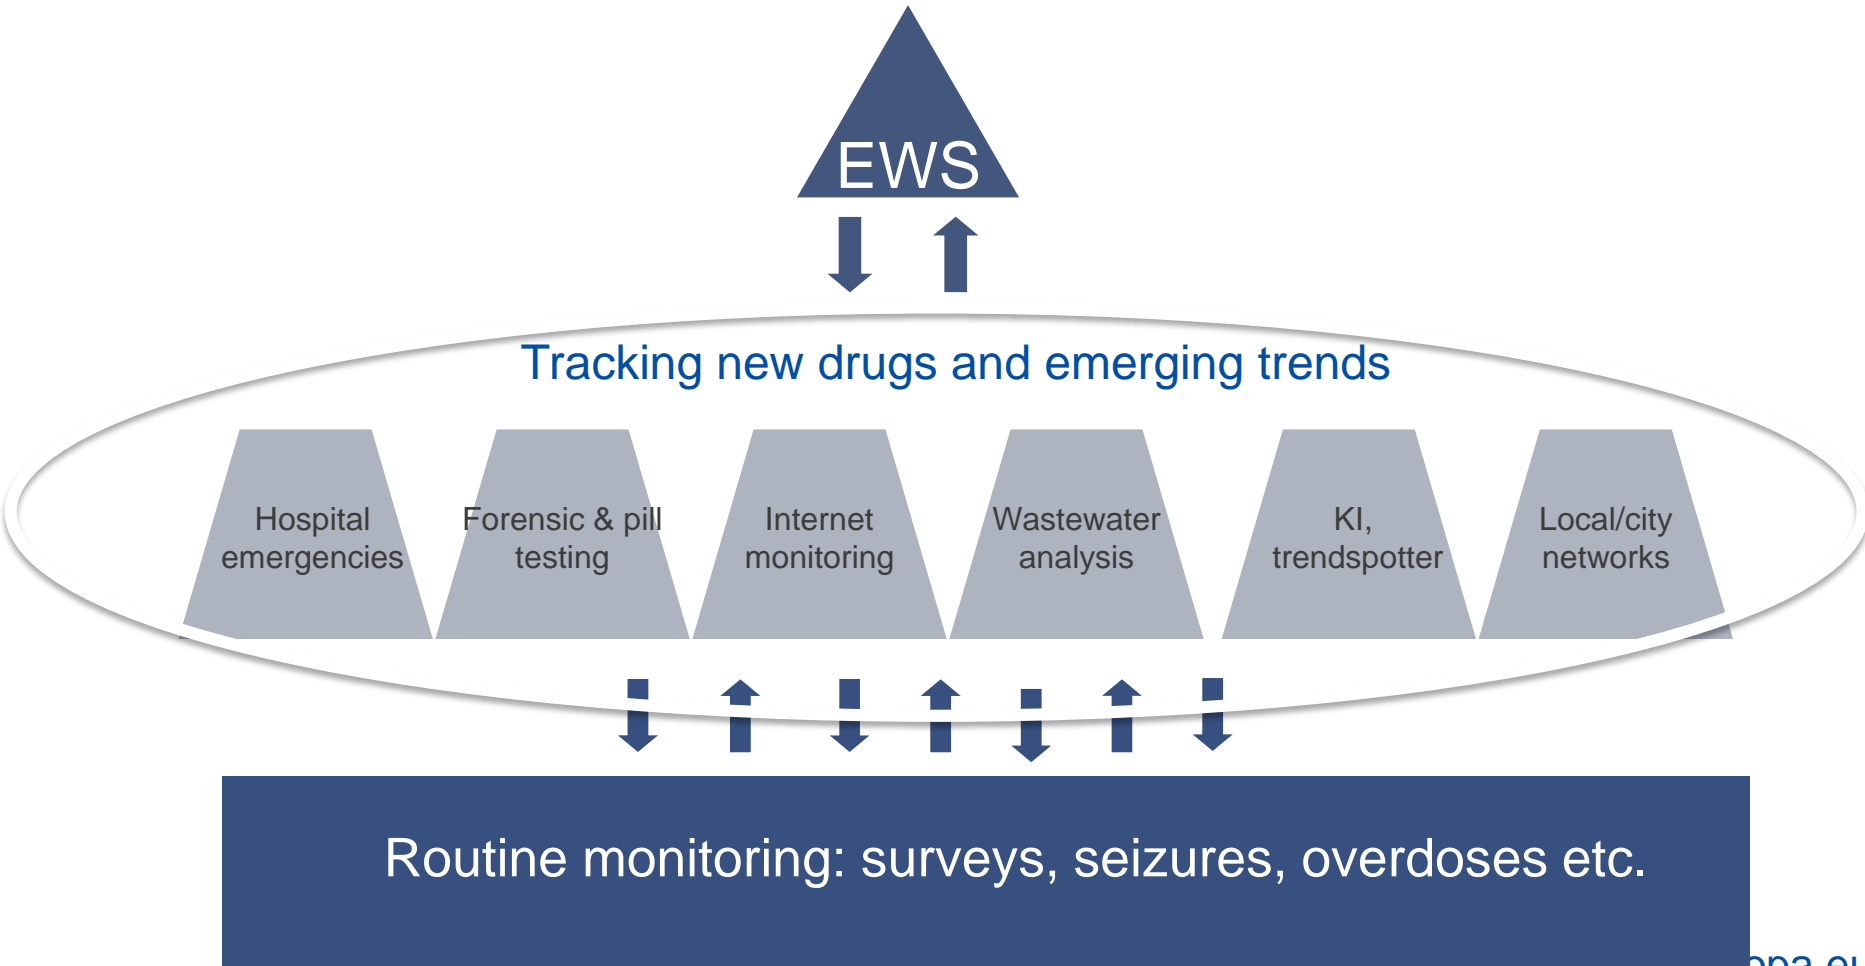 EWS
Tracking new drugs and emerging trends
Hospital
emergencies
Forensic & pill
testing
Internet
monitoring
Wastewater
analysis
KI,
trendspotter
Local/city
networks
Routine monitoring: surveys, seizures, overdoses etc.